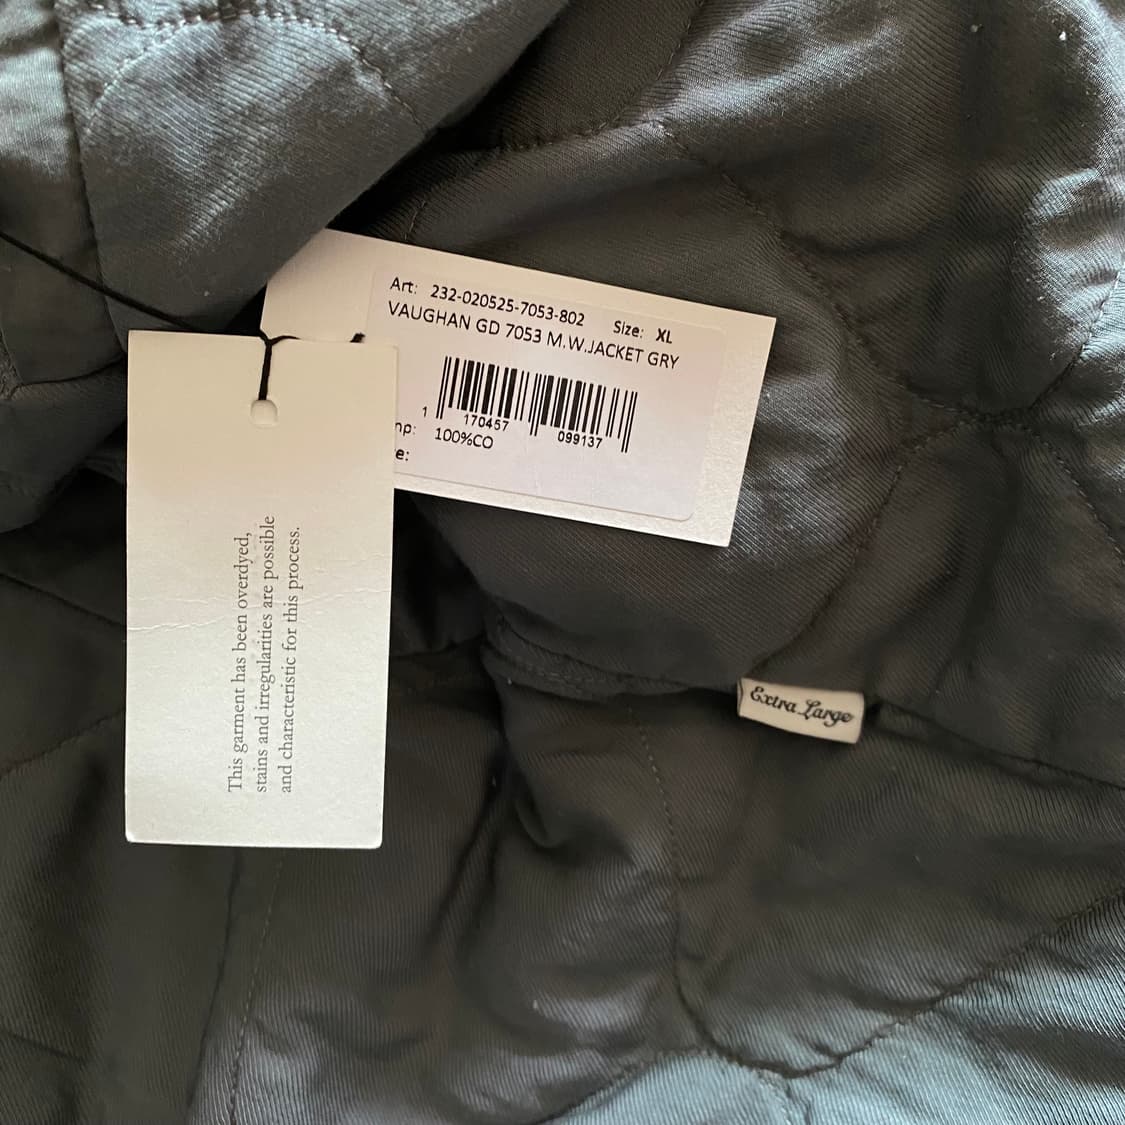 Art: 232-020525-7053-802 Size: XL
VAUGHAN GD 7053 M.W.JACKET GRY
1 170457 099137
mp: 100%CO
e:
This garment has been overdyed,
stains and irregularities are possible
and characteristic for this process.
Extra Large